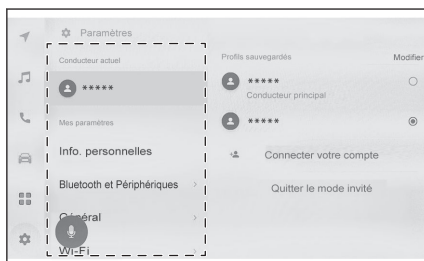 Paramètres
Conducteur actuel
*****
Mes paramètres
Info. personnelles
Bluetooth et Périphériques
Général
Wi-Fi
Profils sauvegardés
Modifier
*****
Conducteur principal
*****
Connecter votre compte
Quitter le mode invité